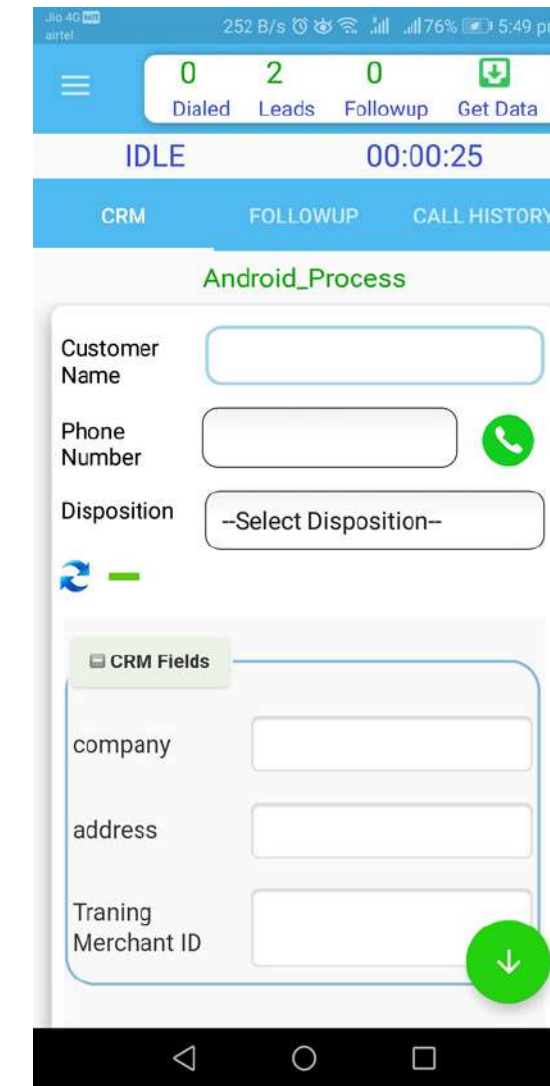 Jio 4G HD
airtel
252 B/s 76% 5:49 pm
0 2 0
Dialed Leads Followup Get Data
IDLE 00:00:25
CRM FOLLOWUP CALL HISTORY
Android_Process
Customer
Name
Phone
Number
Disposition --Select Disposition--
CRM Fields
company
address
Traning
Merchant ID